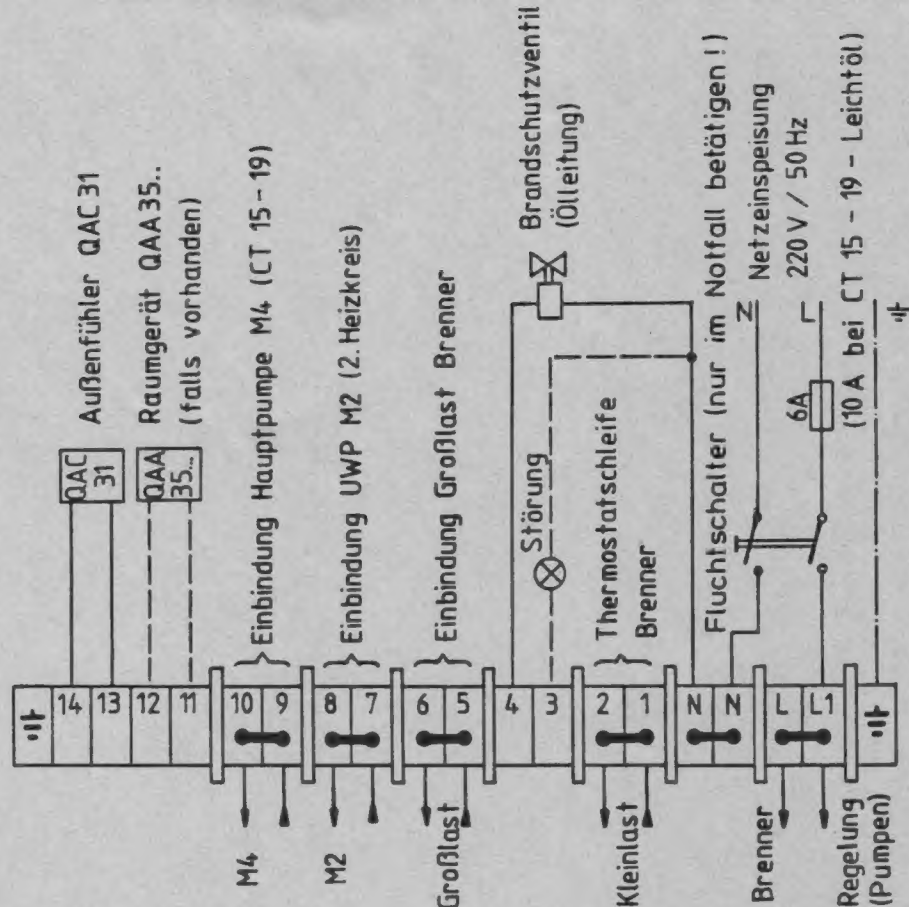 QAC
31
Außenfühler QAC 31
QAA
35...
Raumgerät QAA 35..
(falls vorhanden)
14
13
12
11
10
9
Einbindung Hauptpumpe M4 (CT 15 - 19)
M4
8
7
Einbindung UWP M2 (2. Heizkreis)
M2
6
5
Einbindung Großlast Brenner
Großlast
4
3
Störung
Brandschutzventil
(Ölleitung)
2
1
Thermostatschleife
Brenner
Kleinlast
N
N
Fluchtschalter (nur im Notfall betätigen!)
N
Netzeinspeisung
220 V / 50 Hz
L
L1
L
6A
(10 A bei CT 15 - 19 - Leichtöl)
Brenner
Regelung
(Pumpen)